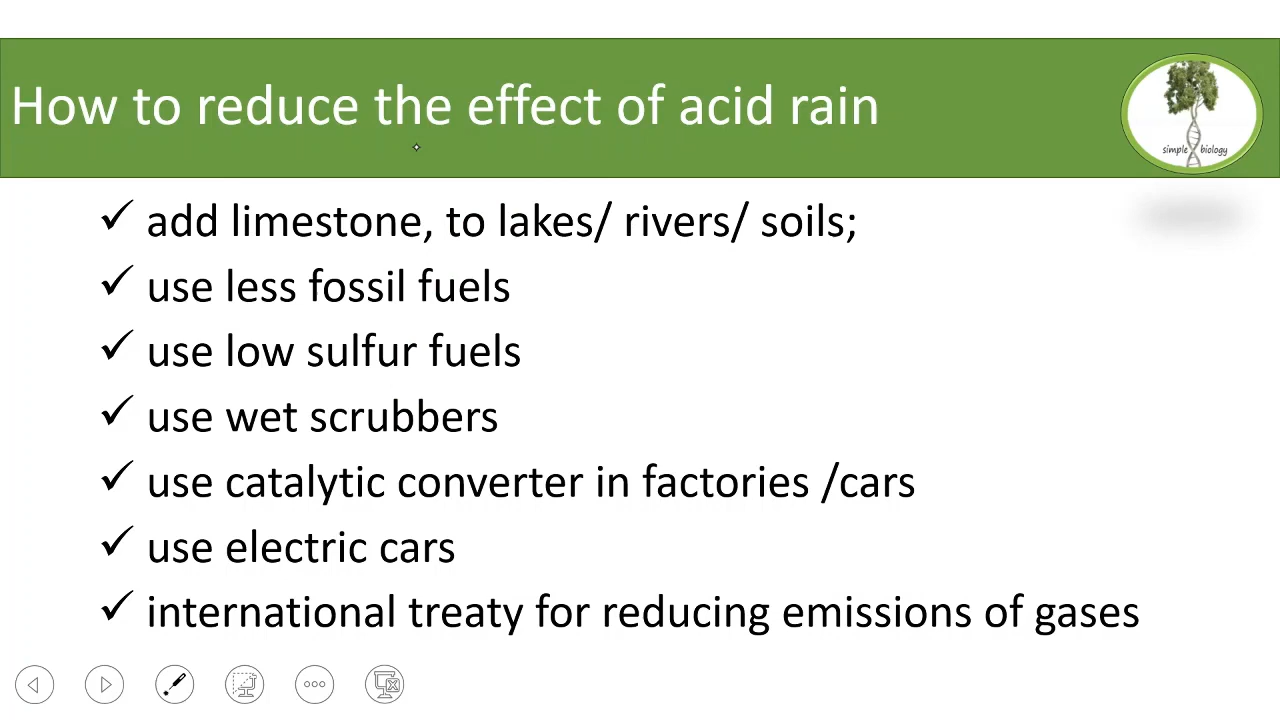 How to reduce the effect of acid rain
simple biology
✓ add limestone, to lakes/ rivers/ soils;
✓ use less fossil fuels
✓ use low sulfur fuels
✓ use wet scrubbers
✓ use catalytic converter in factories /cars
✓ use electric cars
✓ international treaty for reducing emissions of gases